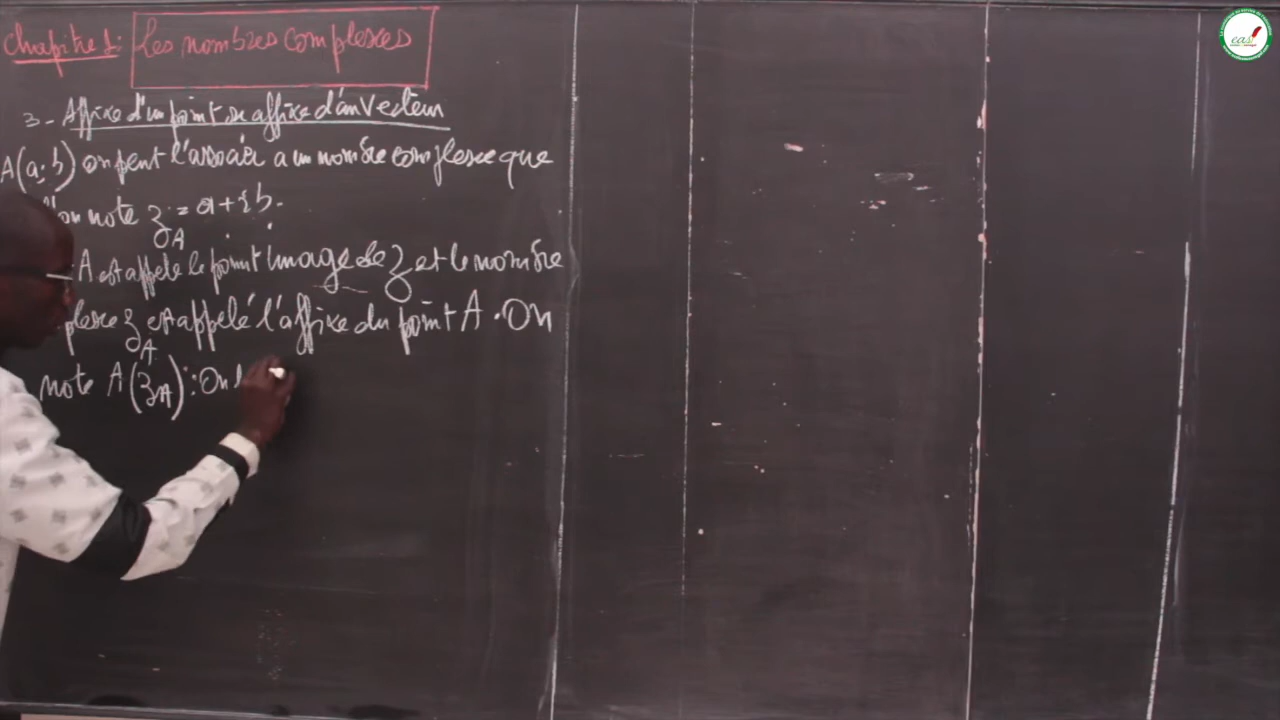 Chapitre 1: Les nombres complexes
3 - Affixe d'un point, ou affixe d'un vecteur
A(a; b) on peut l'associer a un nombre complexe que
l'on note z_A = a + ib.
A est appelé le point image de z et le nombre
plexe z_A est appelé l'affixe du point A. On
note A(z_A): On
eas